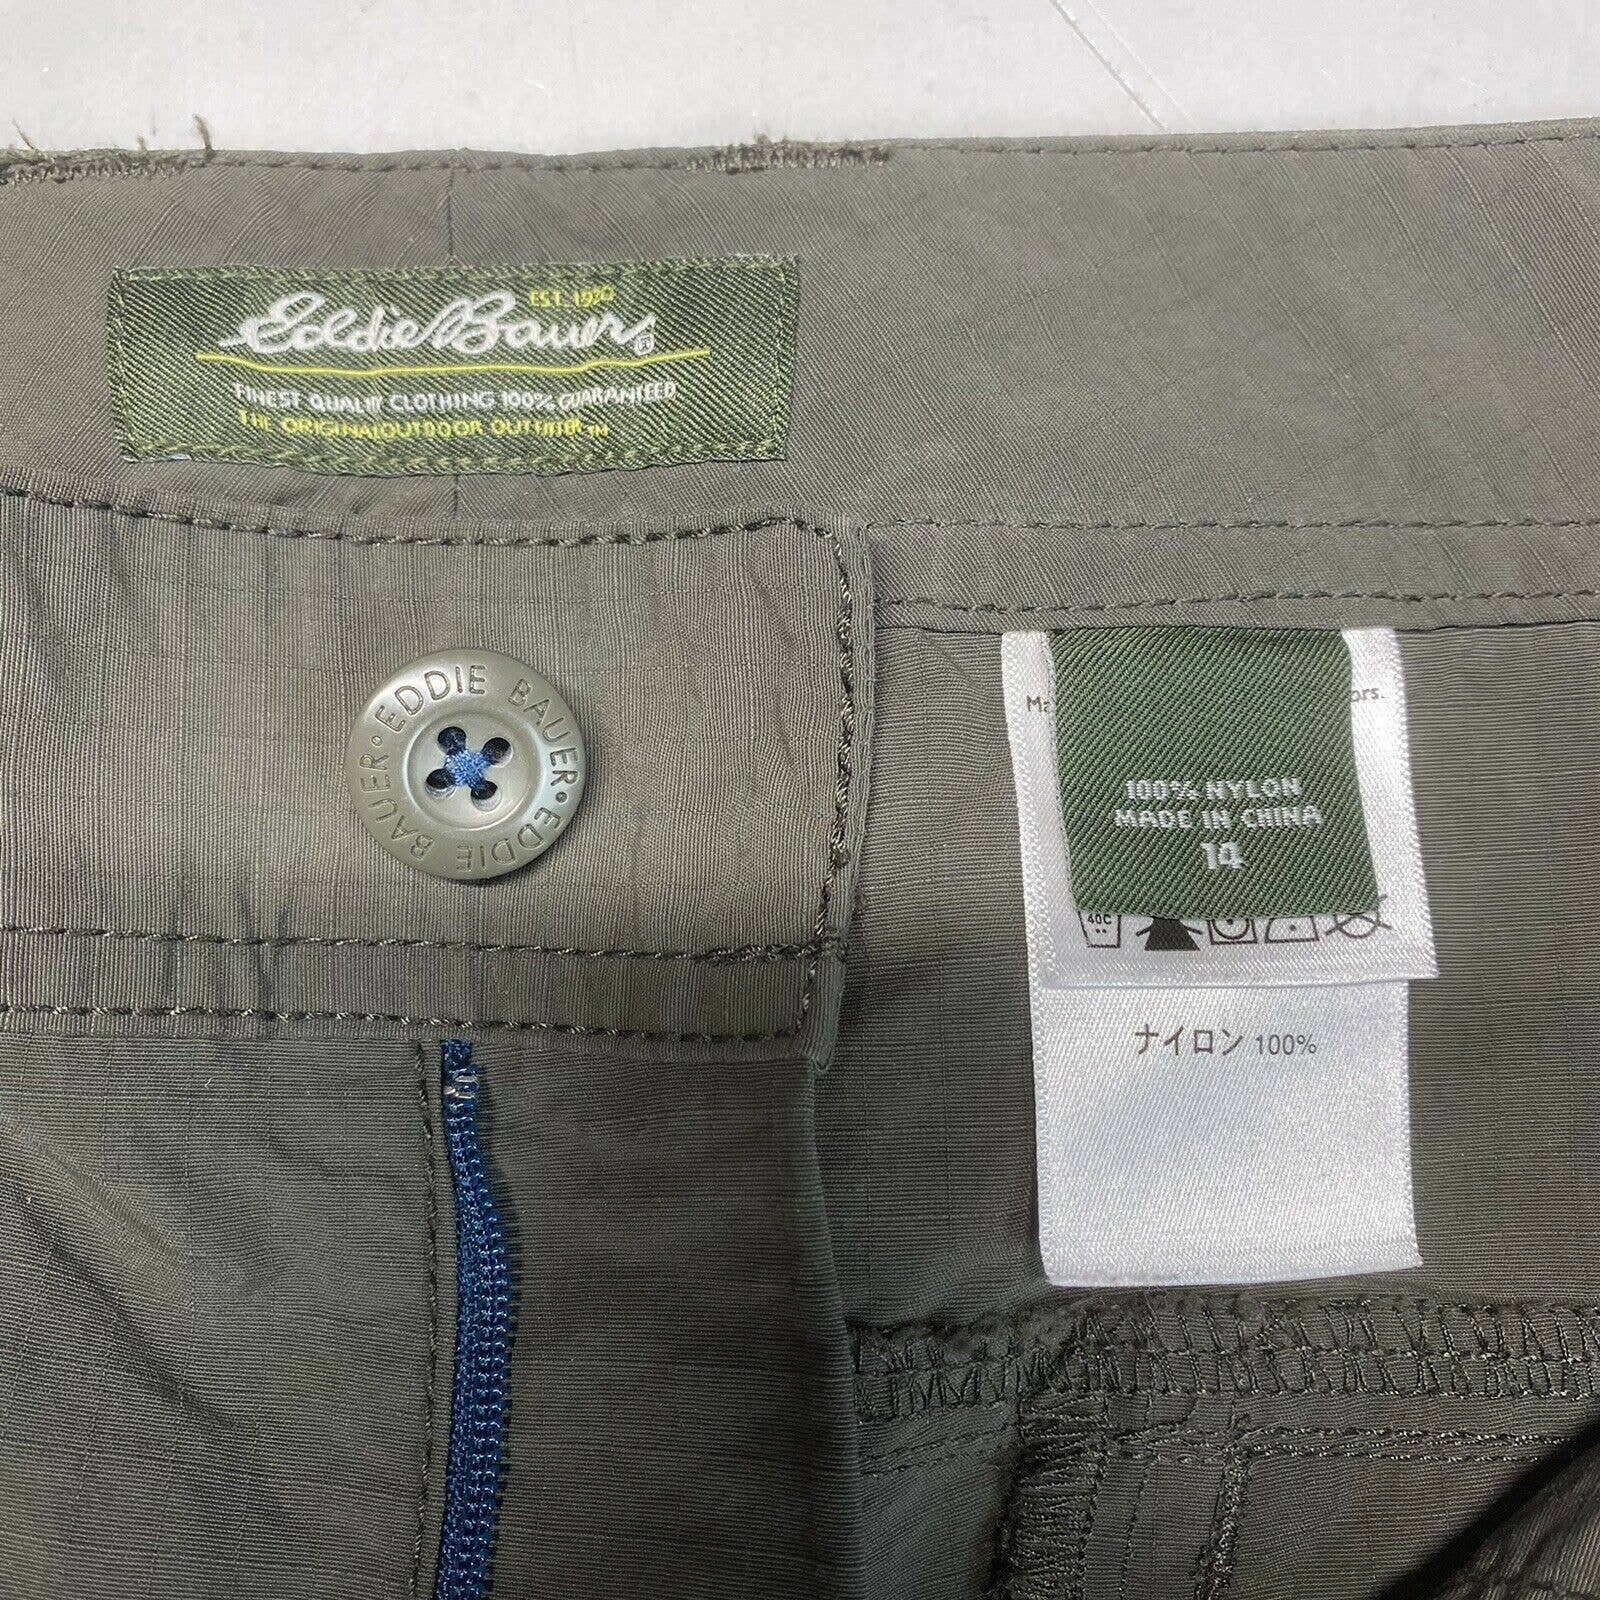 EST. 1920
Eddie Bauer ®
FINEST QUALITY CLOTHING 100% GUARANTEED
THE ORIGINAL OUTDOOR OUTFITTER TM
EDDIE BAUER • EDDIE BAUER •
100% NYLON
MADE IN CHINA
14
40C
ナイロン 100%